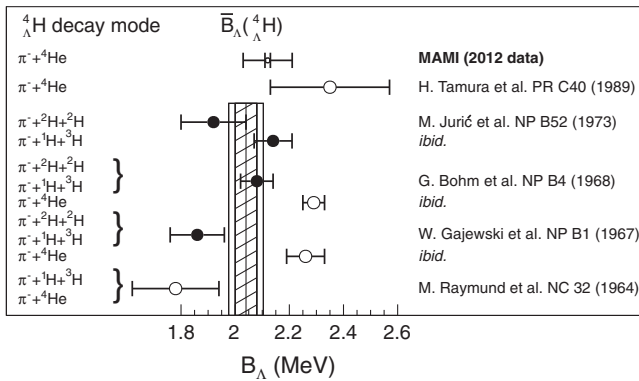 ⁴ΛH decay mode B̅Λ(⁴ΛH)
π⁻+⁴He MAMI (2012 data)
π⁻+⁴He H. Tamura et al. PR C40 (1989)
π⁻+²H+²H M. Jurić et al. NP B52 (1973)
π⁻+¹H+³H ibid.
π⁻+²H+²H
π⁻+¹H+³H } G. Bohm et al. NP B4 (1968)
π⁻+⁴He ibid.
π⁻+²H+²H
π⁻+¹H+³H } W. Gajewski et al. NP B1 (1967)
π⁻+⁴He ibid.
π⁻+¹H+³H
π⁻+⁴He } M. Raymund et al. NC 32 (1964)
1.8 2 2.2 2.4 2.6
BΛ (MeV)